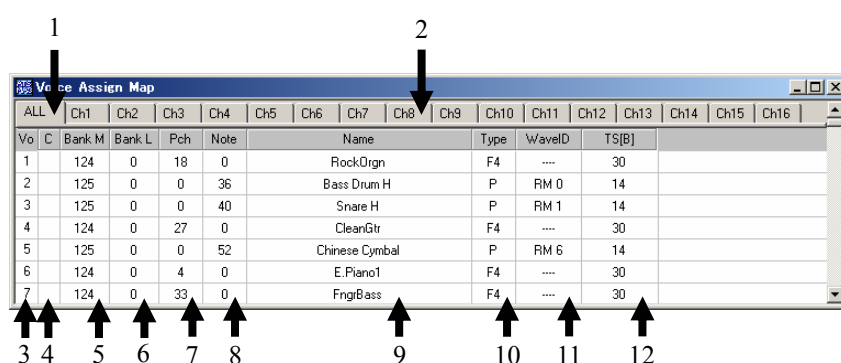 1 2
ATS MA3 Voice Assign Map
ALL Ch1 Ch2 Ch3 Ch4 Ch5 Ch6 Ch7 Ch8 Ch9 Ch10 Ch11 Ch12 Ch13 Ch14 Ch15 Ch16
Vo C Bank M Bank L Pch Note Name Type WaveID TS[B]
1 124 0 18 0 RockOrgn F4 ---- 30
2 125 0 0 36 Bass Drum H P RM 0 14
3 125 0 0 40 Snare H P RM 1 14
4 124 0 27 0 CleanGtr F4 ---- 30
5 125 0 0 52 Chinese Cymbal P RM 6 14
6 124 0 4 0 E.Piano1 F4 ---- 30
7 124 0 33 0 FngrBass F4 ---- 30
3 4 5 6 7 8 9 10 11 12